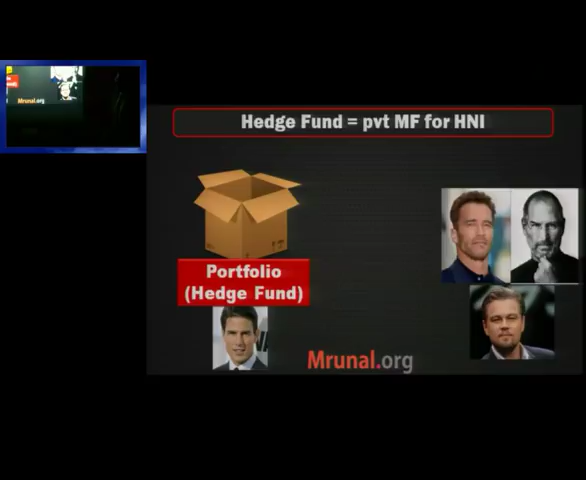 Mrunal.org
Hedge Fund = pvt MF for HNI
Portfolio
(Hedge Fund)
Mrunal.org